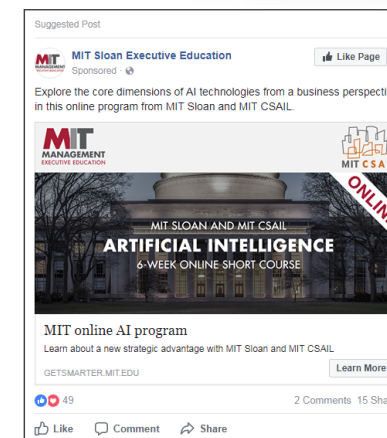 Suggested Post
MIT Sloan Executive Education
Sponsored ·
Like Page
Explore the core dimensions of AI technologies from a business perspecti
in this online program from MIT Sloan and MIT CSAIL.
MIT
MANAGEMENT
EXECUTIVE EDUCATION
MIT CSA
ONLIN
MIT SLOAN AND MIT CSAIL
ARTIFICIAL INTELLIGENCE
6-WEEK ONLINE SHORT COURSE
MIT online AI program
Learn about a new strategic advantage with MIT Sloan and MIT CSAIL
GETSMARTER.MIT.EDU
Learn More
49
2 Comments 15 Sha
Like Comment Share